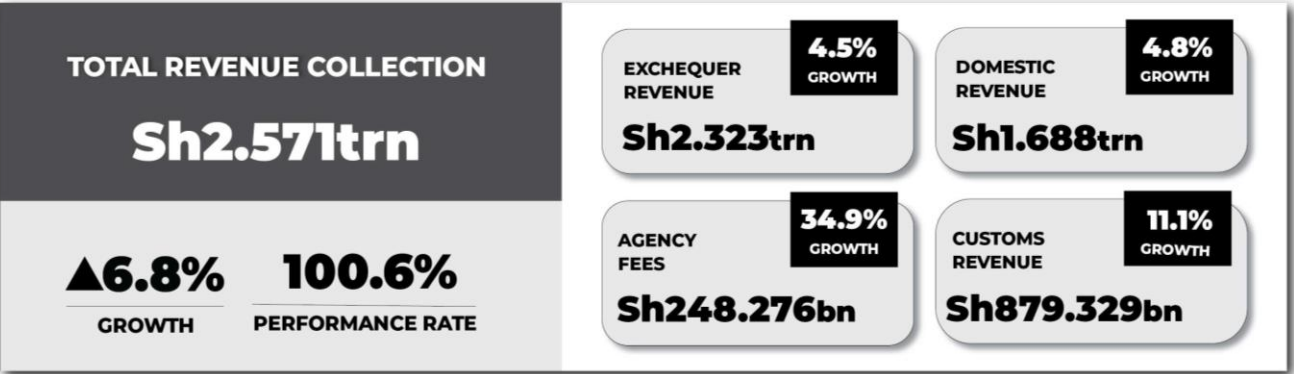 TOTAL REVENUE COLLECTION
Sh2.571trn
▲6.8%
GROWTH
100.6%
PERFORMANCE RATE
EXCHEQUER
REVENUE
4.5%
GROWTH
Sh2.323trn
DOMESTIC
REVENUE
4.8%
GROWTH
Sh1.688trn
AGENCY
FEES
34.9%
GROWTH
Sh248.276bn
CUSTOMS
REVENUE
11.1%
GROWTH
Sh879.329bn